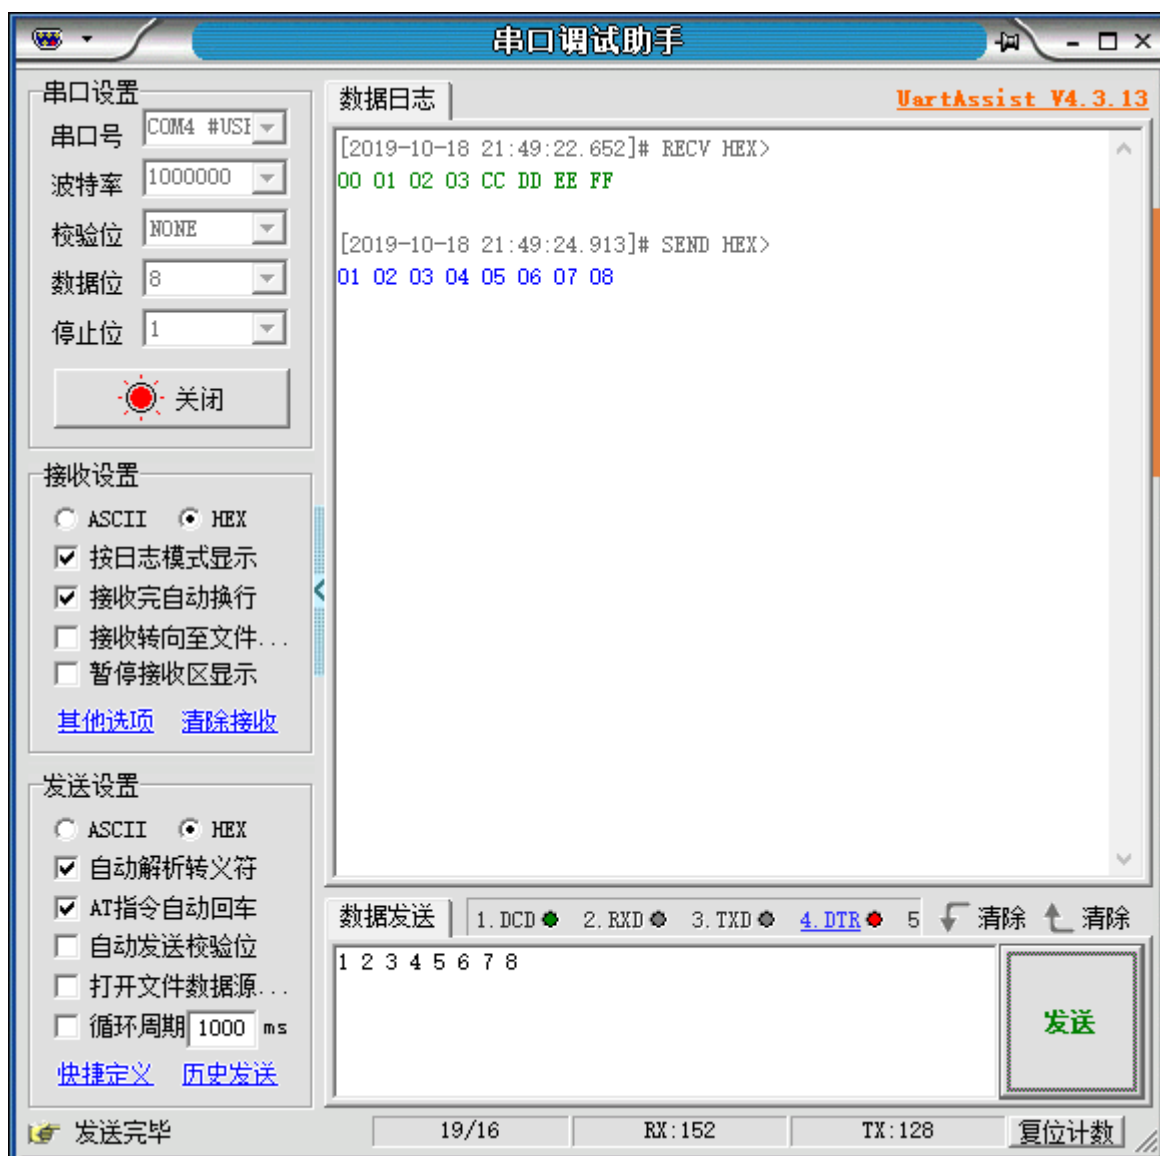 串口调试助手
串口设置
串口号 COM4 #USI
波特率 1000000
校验位 NONE
数据位 8
停止位 1
关闭
接收设置
ASCII HEX
按日志模式显示
接收完自动换行
接收转向至文件...
暂停接收区显示
其他选项 清除接收
发送设置
ASCII HEX
自动解析转义符
AT指令自动回车
自动发送校验位
打开文件数据源...
循环周期 1000 ms
快捷定义 历史发送
数据日志 UartAssist V4.3.13
[2019-10-18 21:49:22.652]# RECV HEX>
00 01 02 03 CC DD EE FF
[2019-10-18 21:49:24.913]# SEND HEX>
01 02 03 04 05 06 07 08
数据发送 1.DCD 2.RXD 3.TXD 4.DTR 5 清除 清除
1 2 3 4 5 6 7 8
发送
发送完毕 19/16 RX:152 TX:128 复位计数